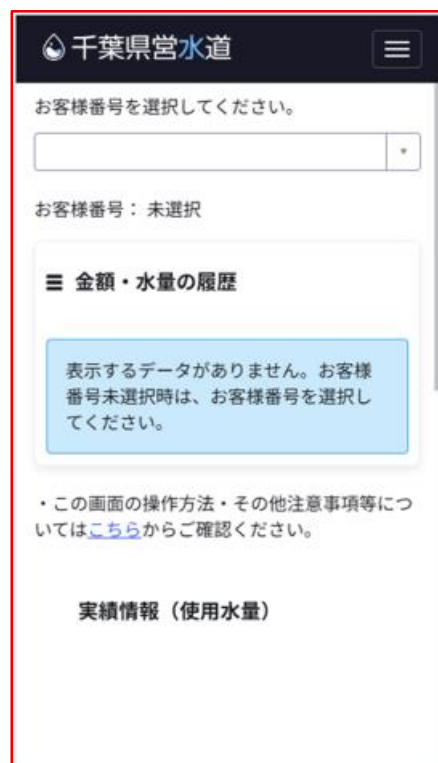 千葉県営水道
お客様番号を選択してください。
お客様番号： 未選択
金額・水量の履歴
表示するデータがありません。お客様
番号未選択時は、お客様番号を選択し
てください。
・この画面の操作方法・その他注意事項等につ
いてはこちらからご確認ください。
実績情報（使用水量）